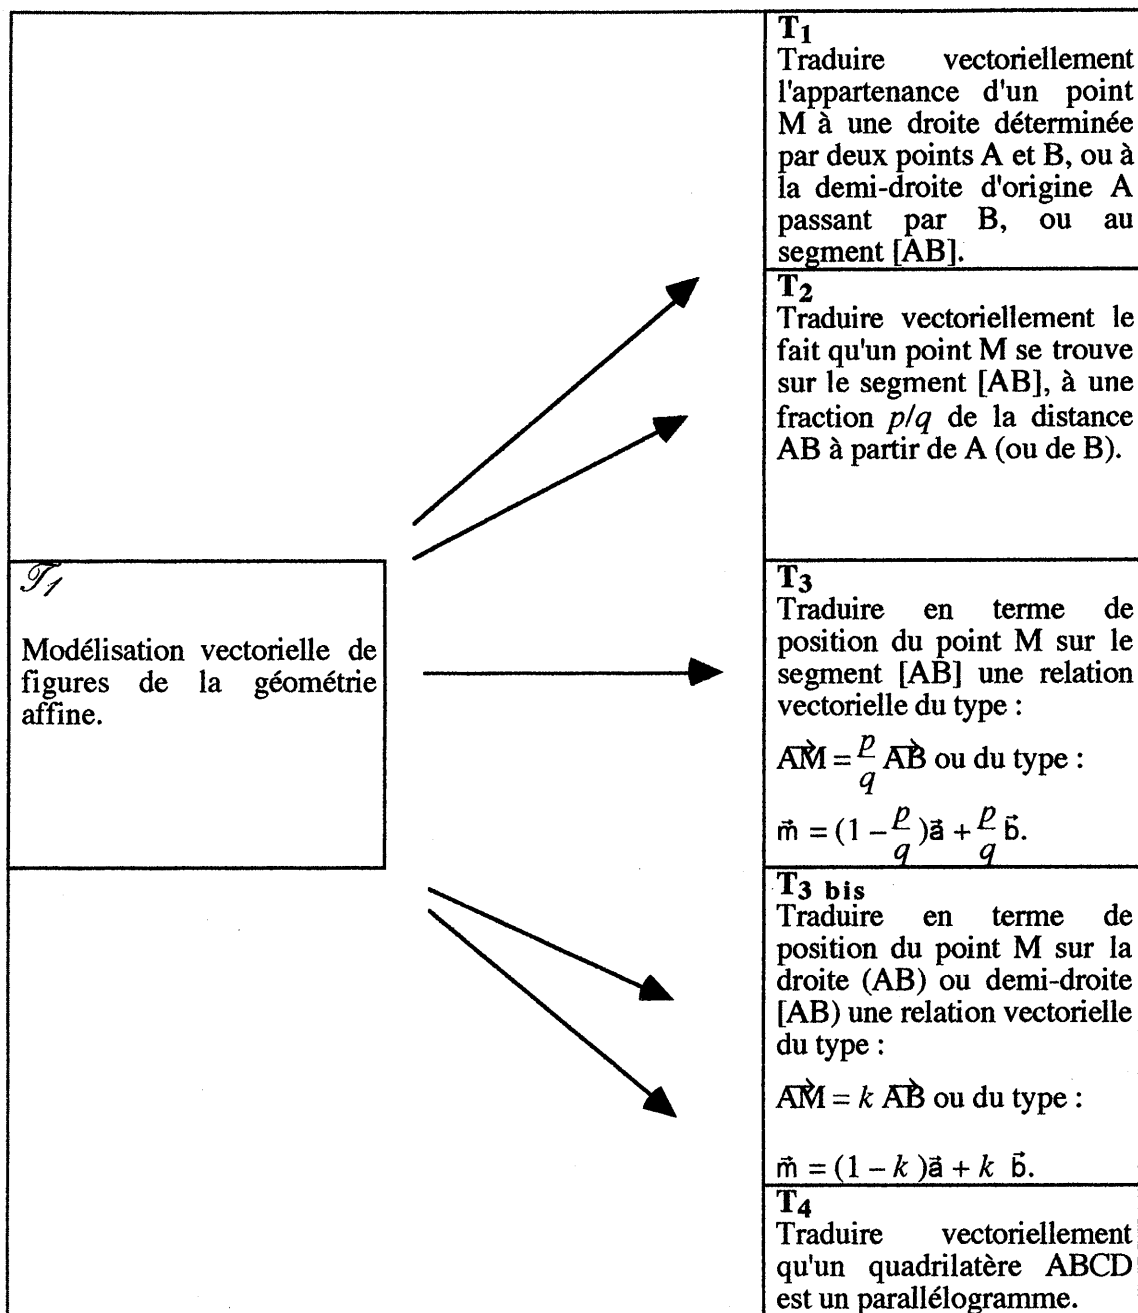 𝒯1
Modélisation vectorielle de
figures de la géométrie
affine.
T1
Traduire vectoriellement
l'appartenance d'un point
M à une droite déterminée
par deux points A et B, ou à
la demi-droite d'origine A
passant par B, ou au
segment [AB].
T2
Traduire vectoriellement le
fait qu'un point M se trouve
sur le segment [AB], à une
fraction p/q de la distance
AB à partir de A (ou de B).
T3
Traduire en terme de
position du point M sur le
segment [AB] une relation
vectorielle du type :
A⃗M = p/q A⃗B ou du type :
m⃗ = (1 – p/q)a⃗ + p/q b⃗.
T3 bis
Traduire en terme de
position du point M sur la
droite (AB) ou demi-droite
[AB) une relation vectorielle
du type :
A⃗M = k A⃗B ou du type :
m⃗ = (1 – k )a⃗ + k b⃗.
T4
Traduire vectoriellement
qu'un quadrilatère ABCD
est un parallélogramme.